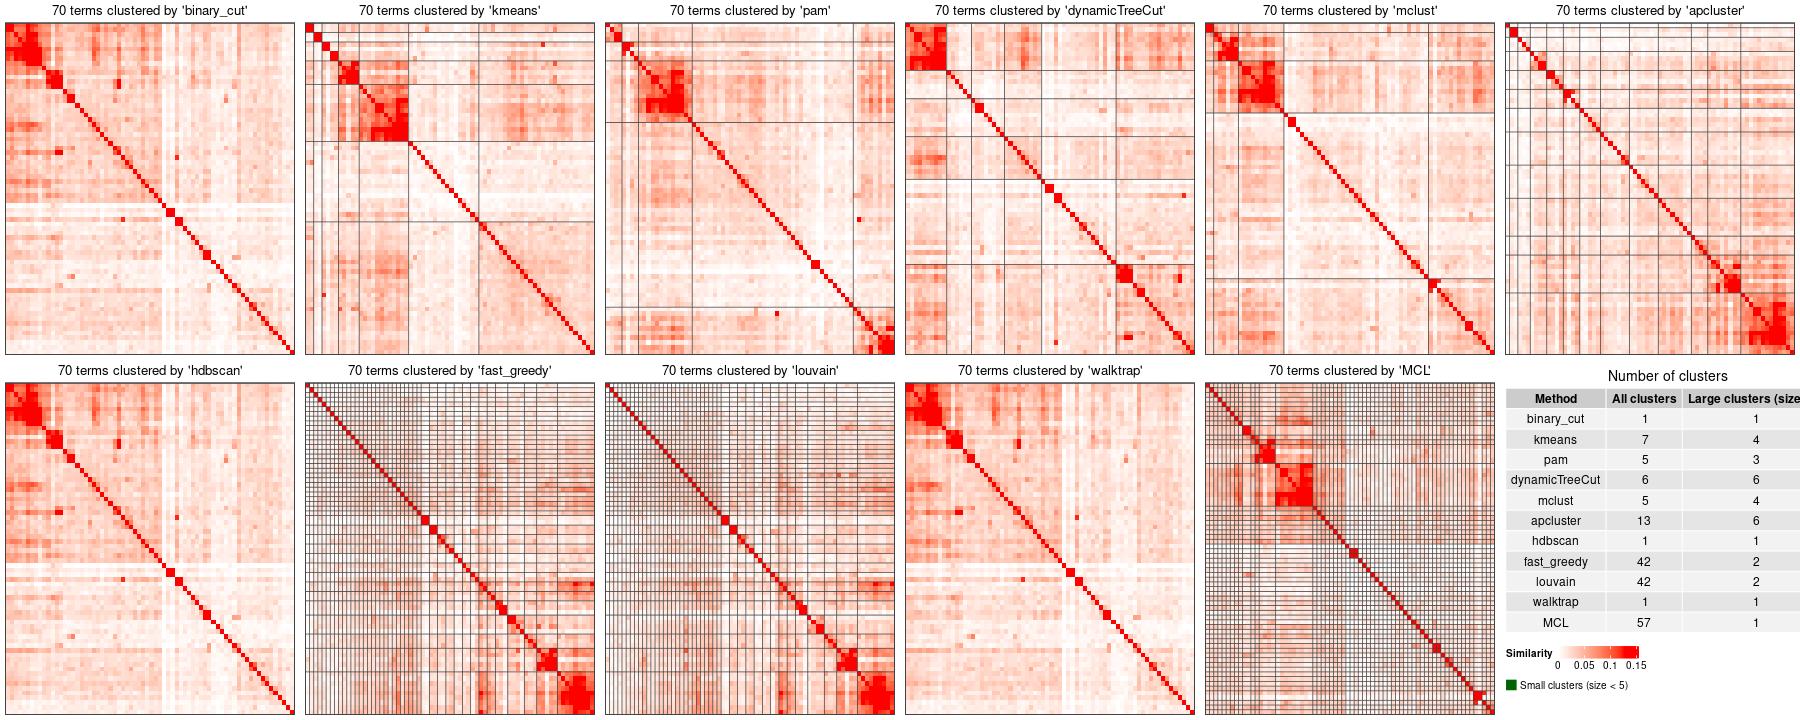 70 terms clustered by 'binary_cut'
70 terms clustered by 'kmeans'
70 terms clustered by 'pam'
70 terms clustered by 'dynamicTreeCut'
70 terms clustered by 'mclust'
70 terms clustered by 'apcluster'
70 terms clustered by 'hdbscan'
70 terms clustered by 'fast_greedy'
70 terms clustered by 'louvain'
70 terms clustered by 'walktrap'
70 terms clustered by 'MCL'
Number of clusters
Method All clusters Large clusters (size
binary_cut 1 1
kmeans 7 4
pam 5 3
dynamicTreeCut 6 6
mclust 5 4
apcluster 13 6
hdbscan 1 1
fast_greedy 42 2
louvain 42 2
walktrap 1 1
MCL 57 1
Similarity
0 0.05 0.1 0.15
Small clusters (size < 5)